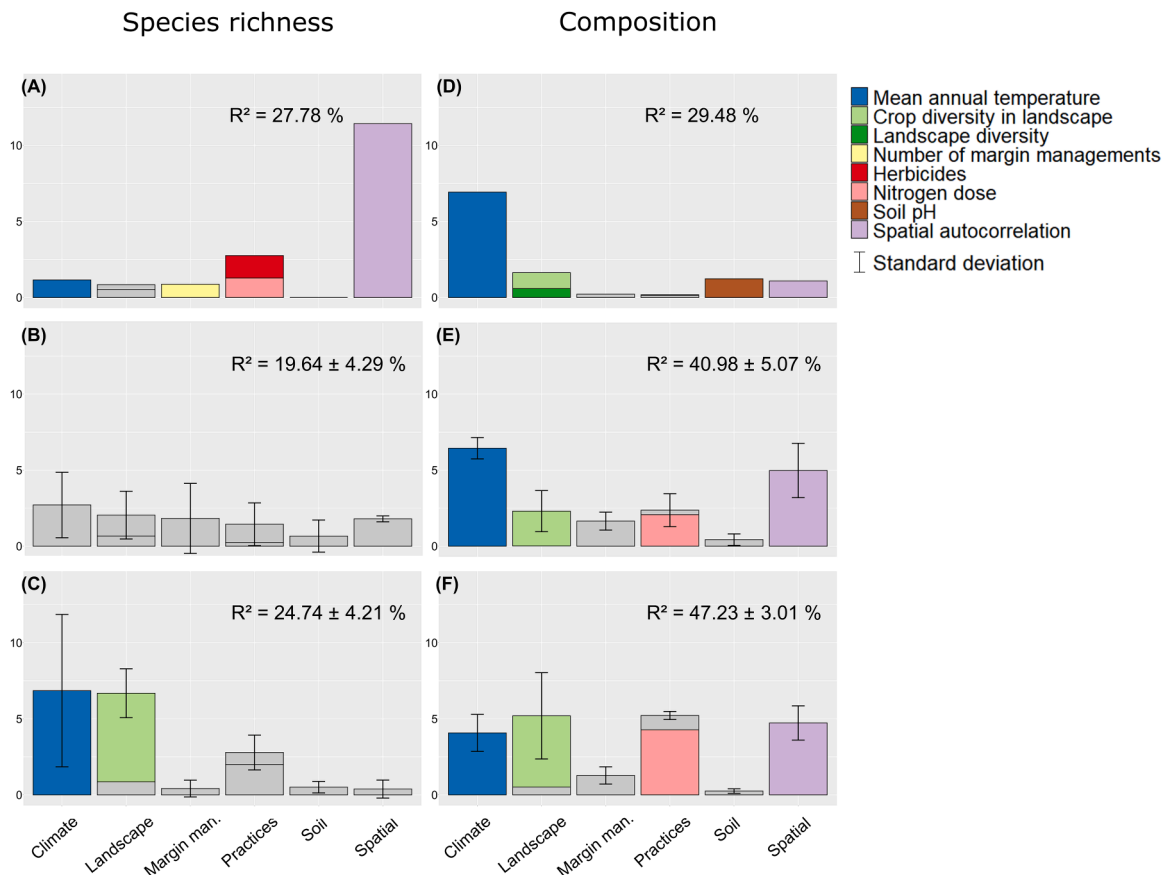 Species richness
Composition
(A)
R² = 27.78 %
10
5
0
(D)
R² = 29.48 %
10
5
0
Mean annual temperature
Crop diversity in landscape
Landscape diversity
Number of margin managements
Herbicides
Nitrogen dose
Soil pH
Spatial autocorrelation
Standard deviation
(B)
R² = 19.64 ± 4.29 %
10
5
0
(E)
R² = 40.98 ± 5.07 %
10
5
0
(C)
R² = 24.74 ± 4.21 %
10
5
0
(F)
R² = 47.23 ± 3.01 %
10
5
0
Climate
Landscape
Margin man.
Practices
Soil
Spatial
Climate
Landscape
Margin man.
Practices
Soil
Spatial